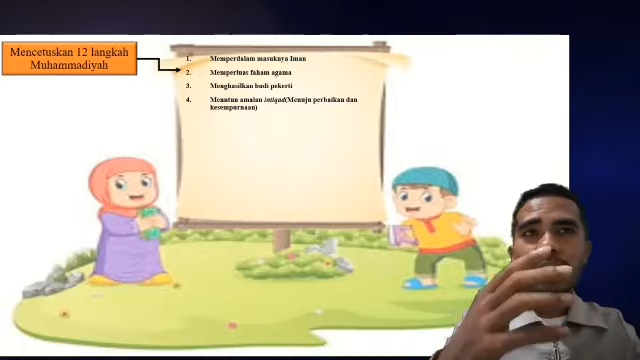 Mencetuskan 12 langkah
Muhammadiyah
1. Memperdalam masuknya Iman
2. Memperluas faham agama
3. Menghasilkan budi pekerti
4. Menuntun amalan intiqad(Menuju perbaikan dan
kesempurnaan)